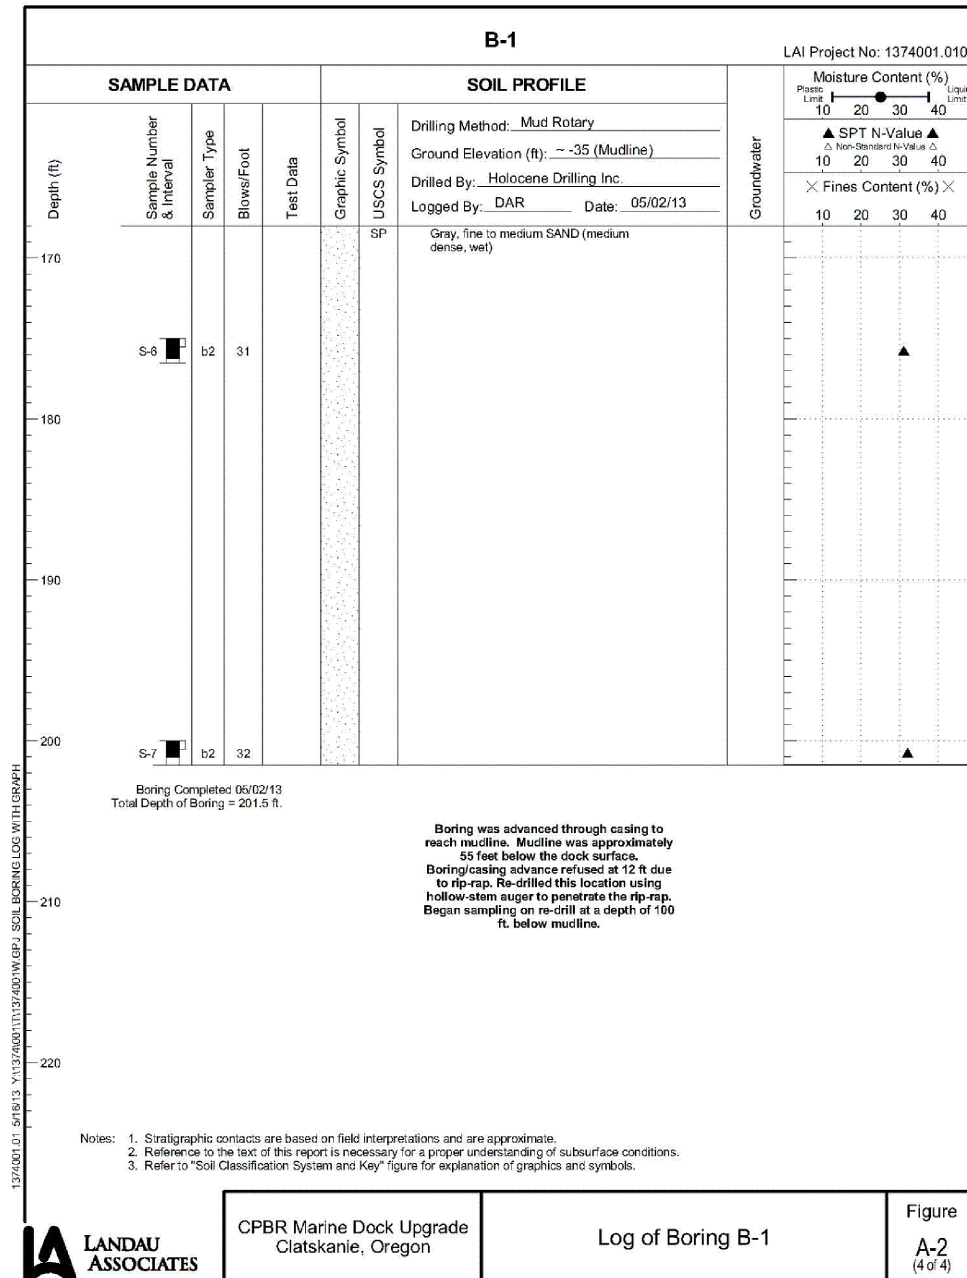 B-1
LAI Project No: 1374001.010
SAMPLE DATA
SOIL PROFILE
Moisture Content (%)
Plastic Limit
Liquid Limit
10 20 30 40
▲ SPT N-Value ▲
△ Non-Standard N-Value △
10 20 30 40
× Fines Content (%) ×
10 20 30 40
Depth (ft)
Sample Number
& Interval
Sampler Type
Blows/Foot
Test Data
Graphic Symbol
USCS Symbol
Drilling Method: Mud Rotary
Ground Elevation (ft): ~ -35 (Mudline)
Drilled By: Holocene Drilling Inc.
Logged By: DAR Date: 05/02/13
Groundwater
SP
Gray, fine to medium SAND (medium
dense, wet)
170
S-6 b2 31
180
190
200
S-7 b2 32
Boring Completed 05/02/13
Total Depth of Boring = 201.5 ft.
Boring was advanced through casing to
reach mudline. Mudline was approximately
55 feet below the dock surface.
Boring/casing advance refused at 12 ft due
to rip-rap. Re-drilled this location using
hollow-stem auger to penetrate the rip-rap.
Began sampling on re-drill at a depth of 100
ft. below mudline.
210
220
1374001.01 5/16/13 Y:\1374\001\T\1374001W.GPJ SOIL BORING LOG WITH GRAPH
Notes: 1. Stratigraphic contacts are based on field interpretations and are approximate.
2. Reference to the text of this report is necessary for a proper understanding of subsurface conditions.
3. Refer to "Soil Classification System and Key" figure for explanation of graphics and symbols.
LANDAU
ASSOCIATES
CPBR Marine Dock Upgrade
Clatskanie, Oregon
Log of Boring B-1
Figure
A-2
(4 of 4)